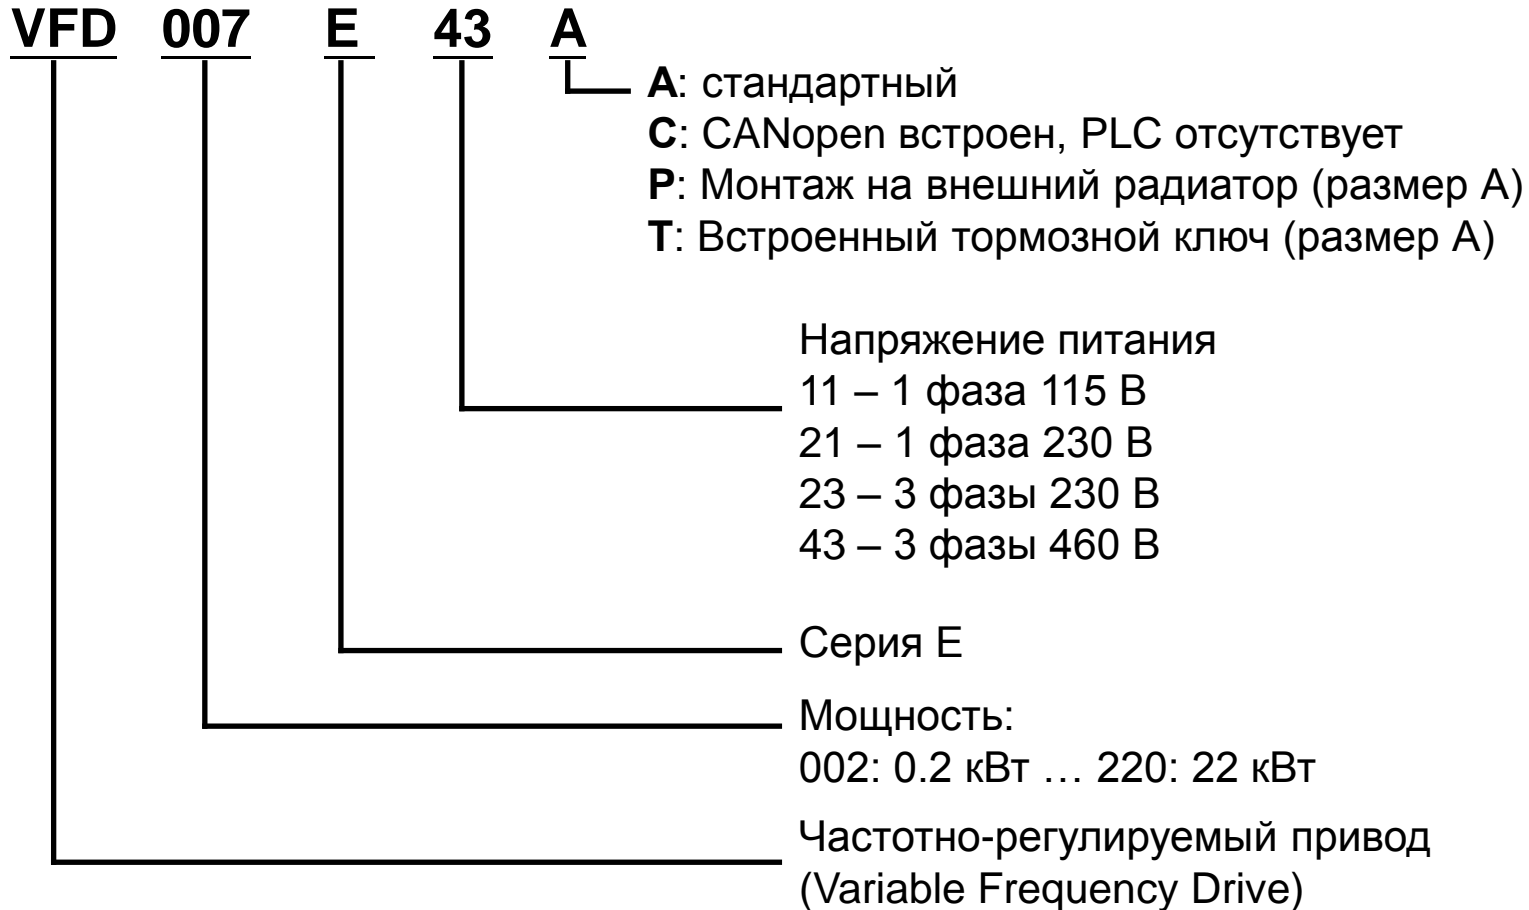 VFD 007 E 43 A
A: стандартный
C: CANopen встроен, PLC отсутствует
P: Монтаж на внешний радиатор (размер А)
T: Встроенный тормозной ключ (размер А)
Напряжение питания
11 – 1 фаза 115 В
21 – 1 фаза 230 В
23 – 3 фазы 230 В
43 – 3 фазы 460 В
Серия E
Мощность:
002: 0.2 кВт … 220: 22 кВт
Частотно-регулируемый привод
(Variable Frequency Drive)